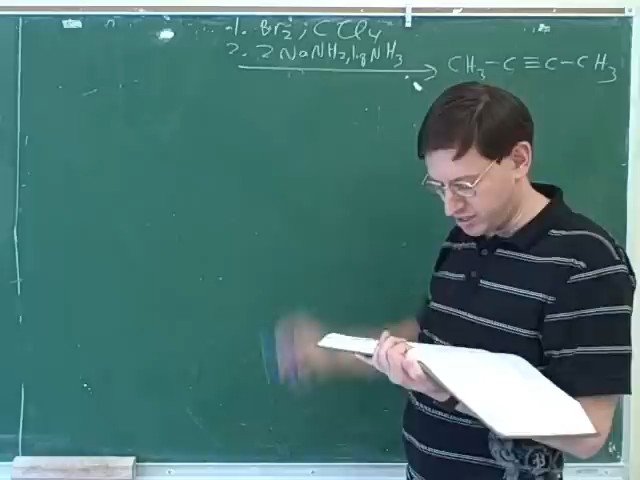 1. Br2; CCl4
2. 2 NaNH2, liq NH3
CH3-C≡C-CH3